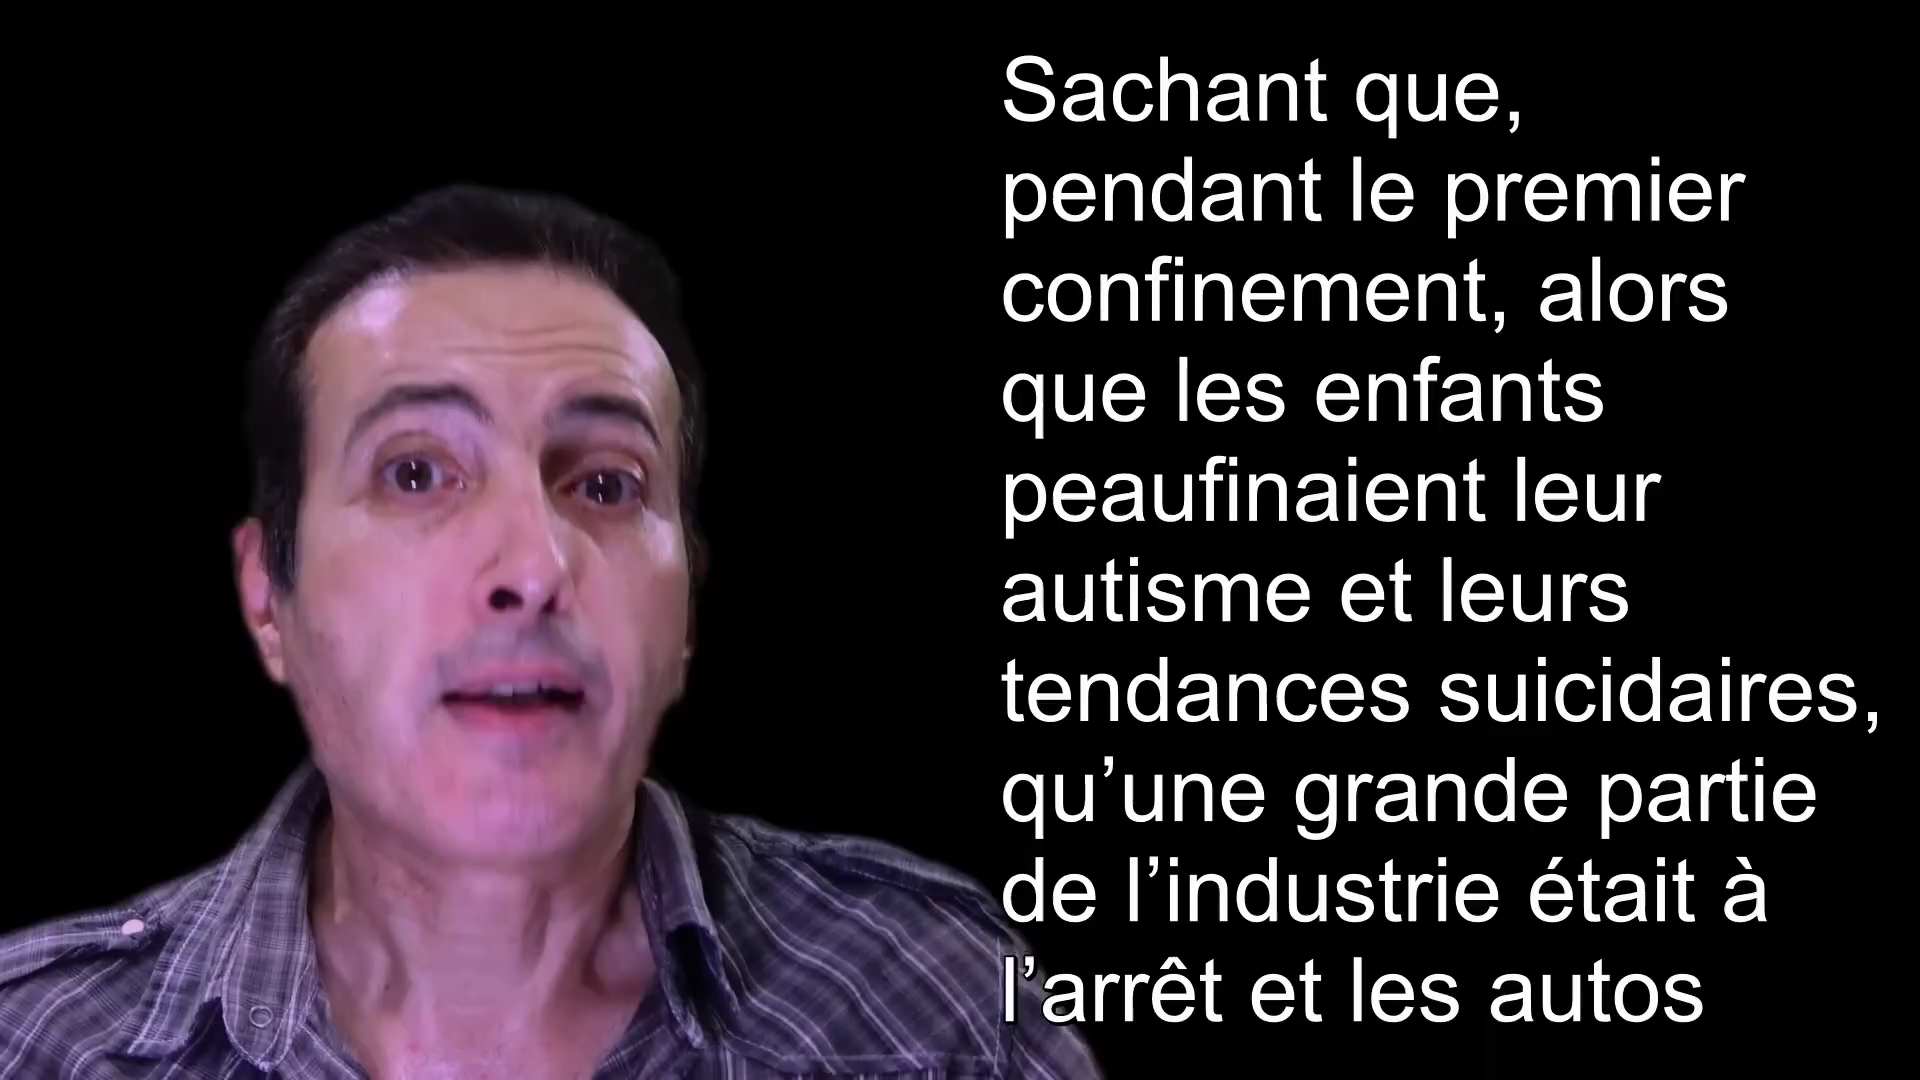 Sachant que,
pendant le premier
confinement, alors
que les enfants
peaufinaient leur
autisme et leurs
tendances suicidaires,
qu’une grande partie
de l’industrie était à
l’arrêt et les autos